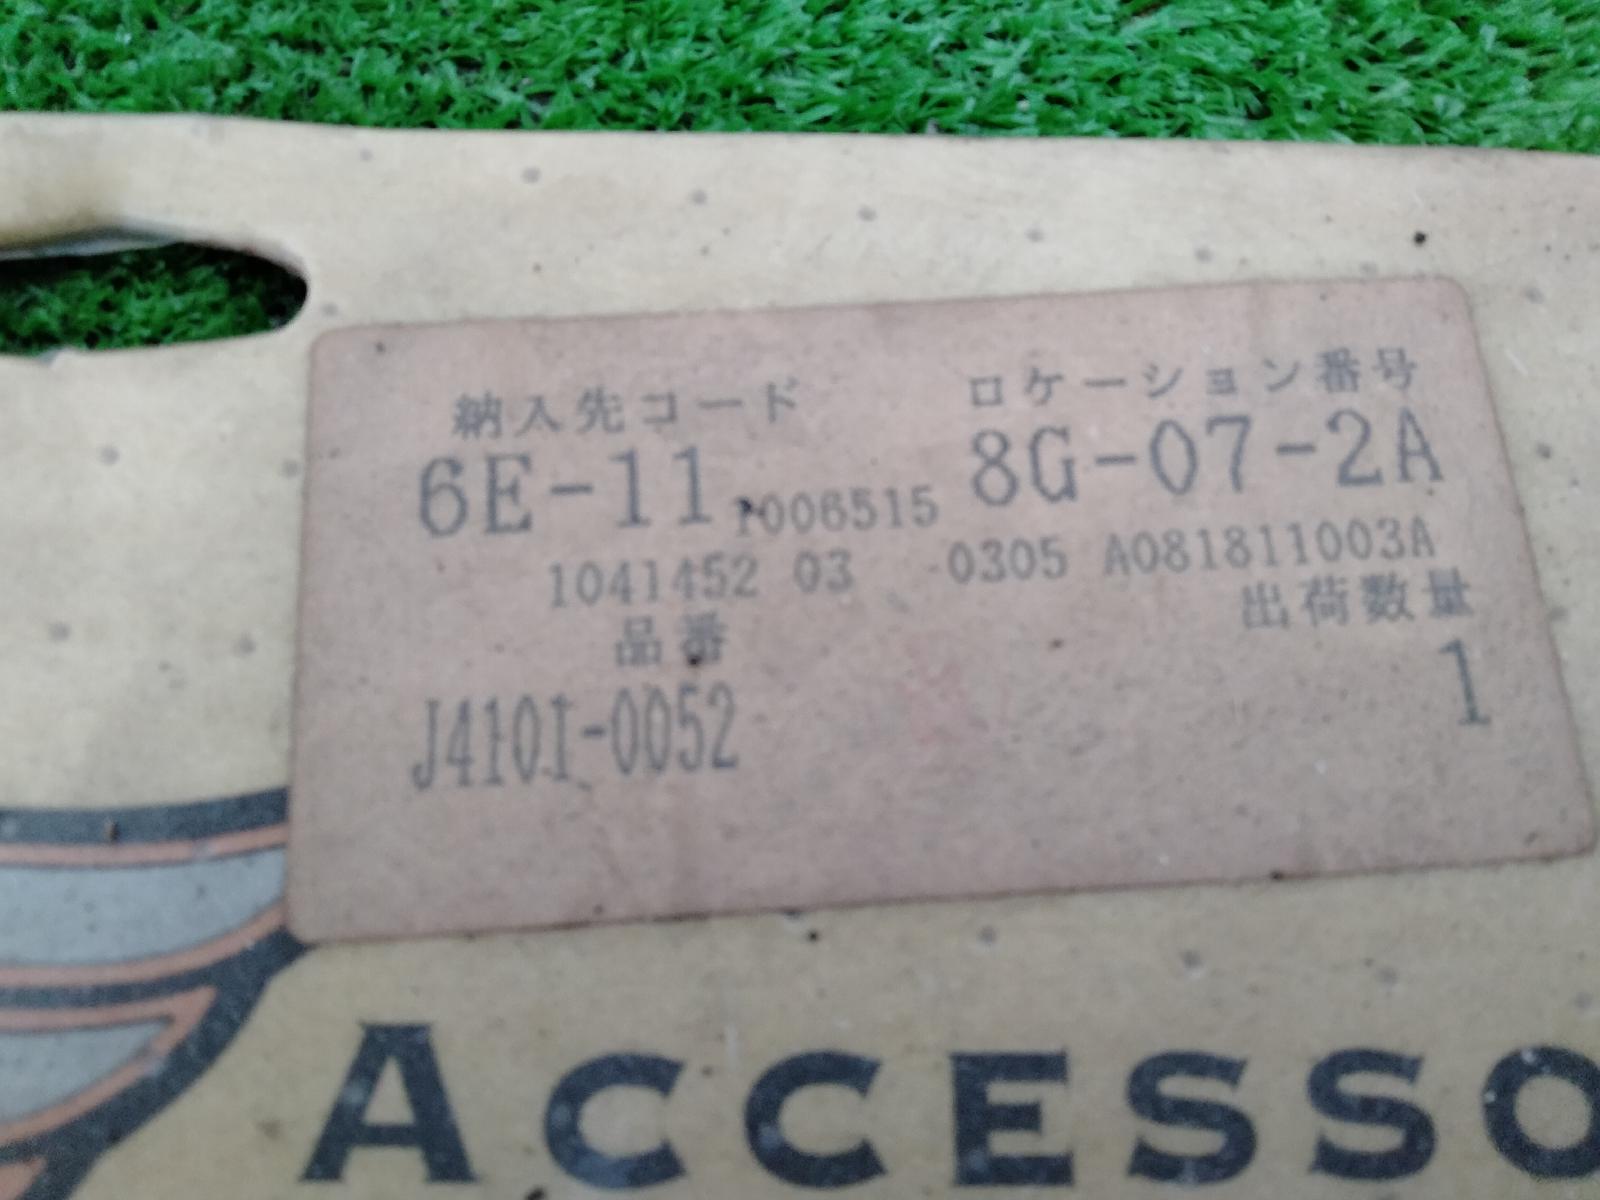 納入先コード ロケーション番号
6E-11 1006515 8G-07-2A
1041452 03 0305 A081811003A
品番 出荷数量
J4101-0052 1
ACCESSO